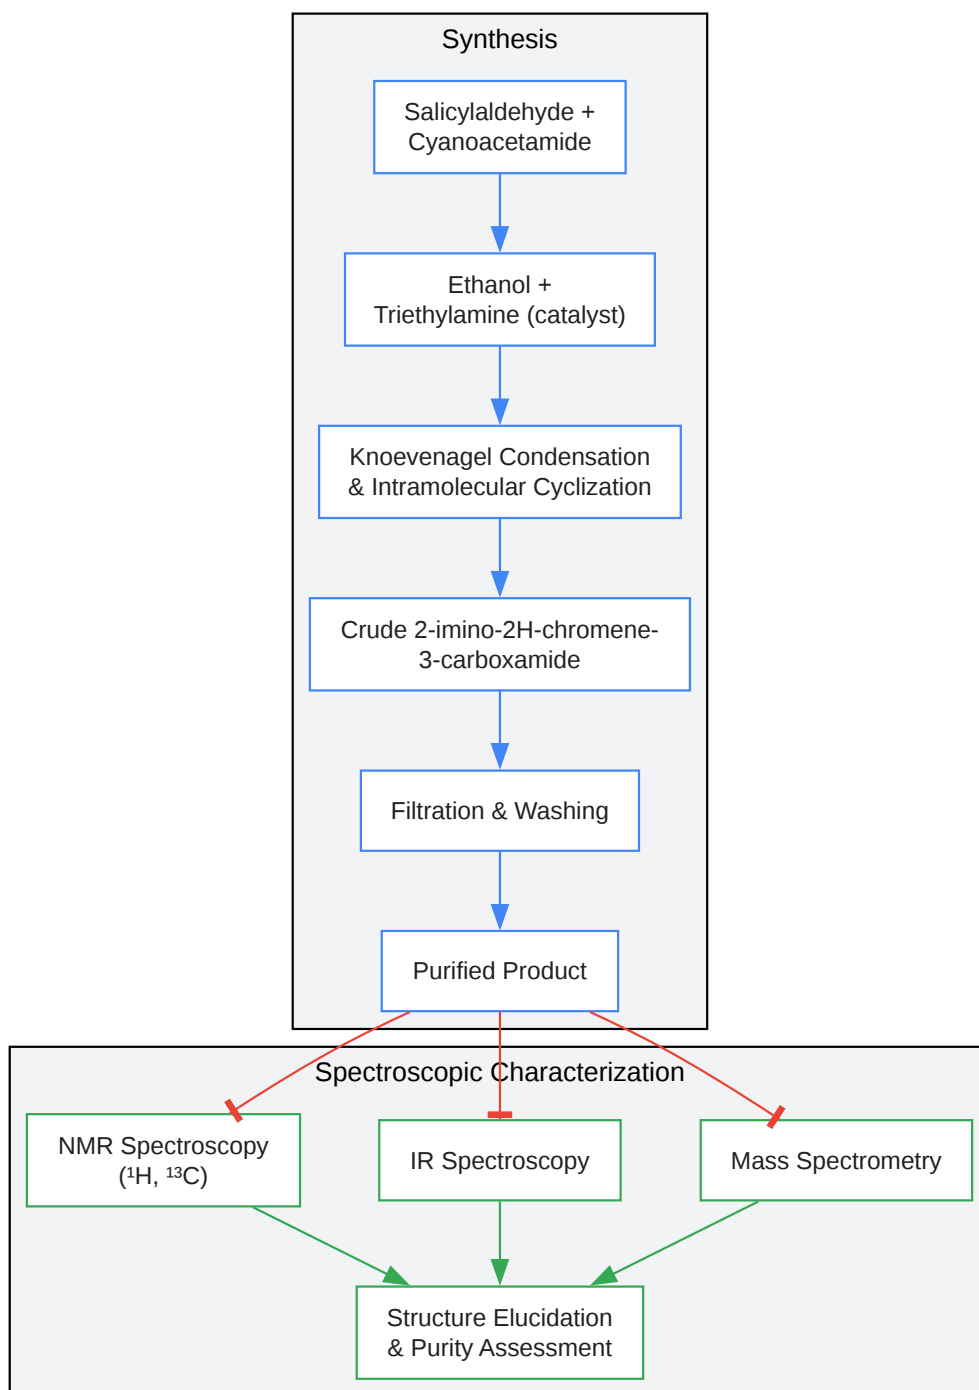 Synthesis
Salicylaldehyde +
Cyanoacetamide
Ethanol +
Triethylamine (catalyst)
Knoevenagel Condensation
& Intramolecular Cyclization
Crude 2-imino-2H-chromene-
3-carboxamide
Filtration & Washing
Purified Product
Spectroscopic Characterization
NMR Spectroscopy
(¹H, ¹³C)
IR Spectroscopy
Mass Spectrometry
Structure Elucidation
& Purity Assessment